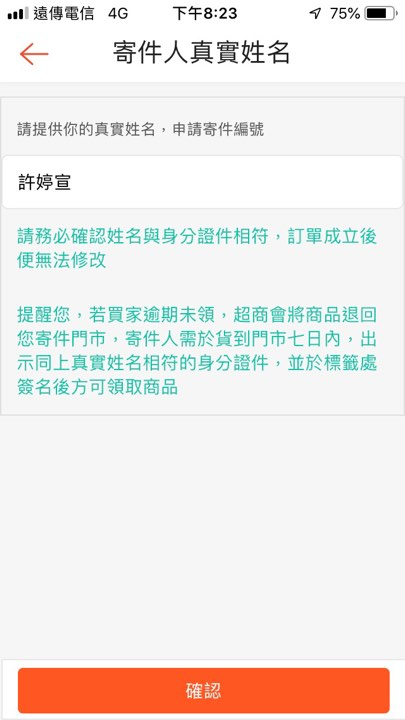 遠傳電信 4G 下午8:23 75%
寄件人真實姓名
請提供你的真實姓名，申請寄件編號
許婷宣
請務必確認姓名與身分證件相符，訂單成立後
便無法修改
提醒您，若買家逾期未領，超商會將商品退回
您寄件門市，寄件人需於貨到門市七日內，出
示同上真實姓名相符的身分證件，並於標籤處
簽名後方可領取商品
確認